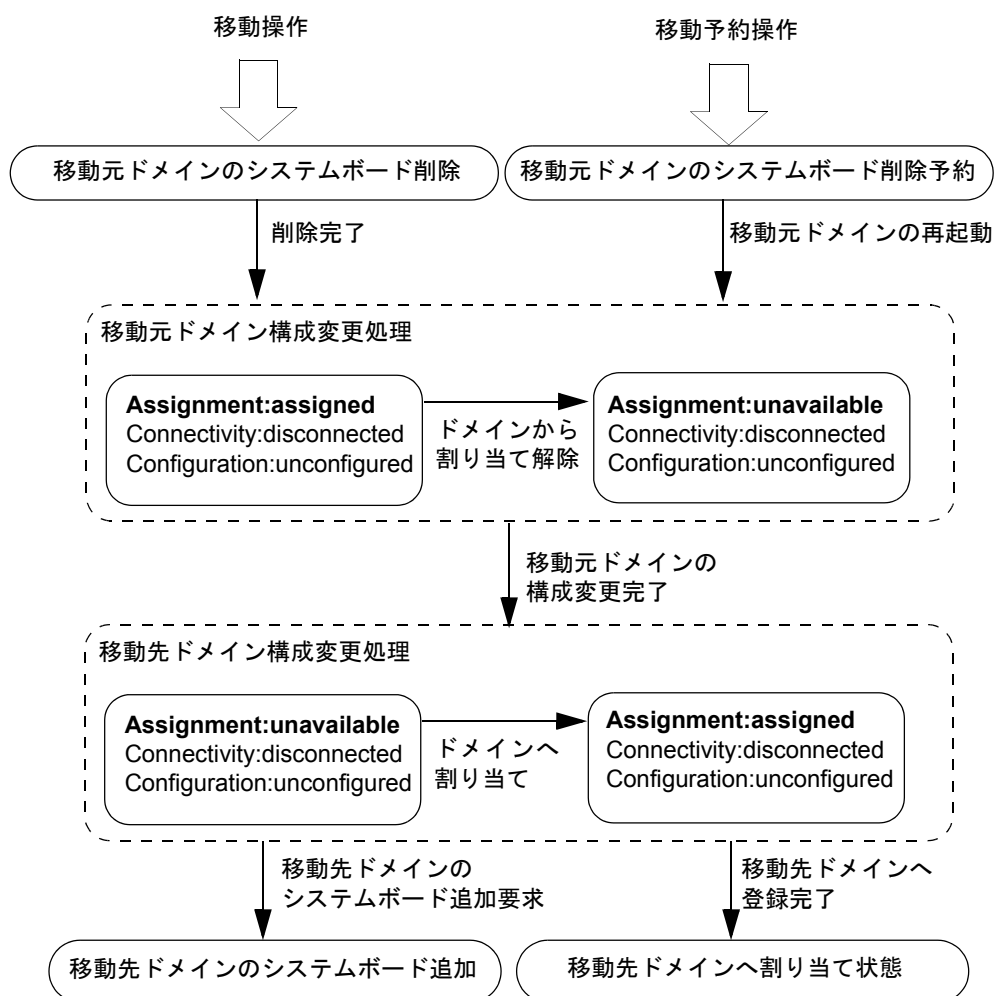 移動操作
移動予約操作
移動元ドメインのシステムボード削除
移動元ドメインのシステムボード削除予約
削除完了
移動元ドメインの再起動
移動元ドメイン構成変更処理
Assignment:assigned
Connectivity:disconnected
Configuration:unconfigured
ドメインから
割り当て解除
Assignment:unavailable
Connectivity:disconnected
Configuration:unconfigured
移動元ドメインの
構成変更完了
移動先ドメイン構成変更処理
Assignment:unavailable
Connectivity:disconnected
Configuration:unconfigured
ドメインへ
割り当て
Assignment:assigned
Connectivity:disconnected
Configuration:unconfigured
移動先ドメインの
システムボード追加要求
移動先ドメインへ
登録完了
移動先ドメインのシステムボード追加
移動先ドメインへ割り当て状態